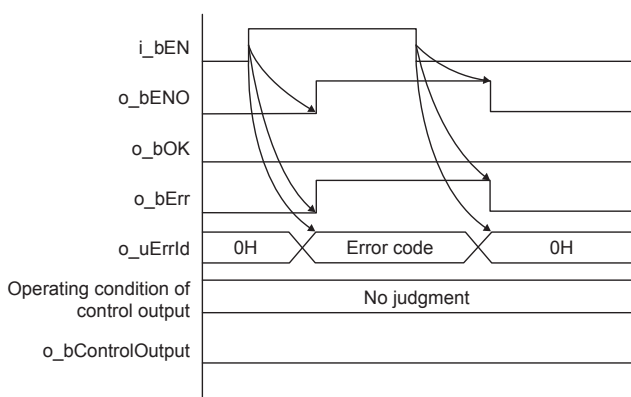 i_bEN
o_bENO
o_bOK
o_bErr
o_uErrId
0H
Error code
0H
Operating condition of
control output
No judgment
o_bControlOutput